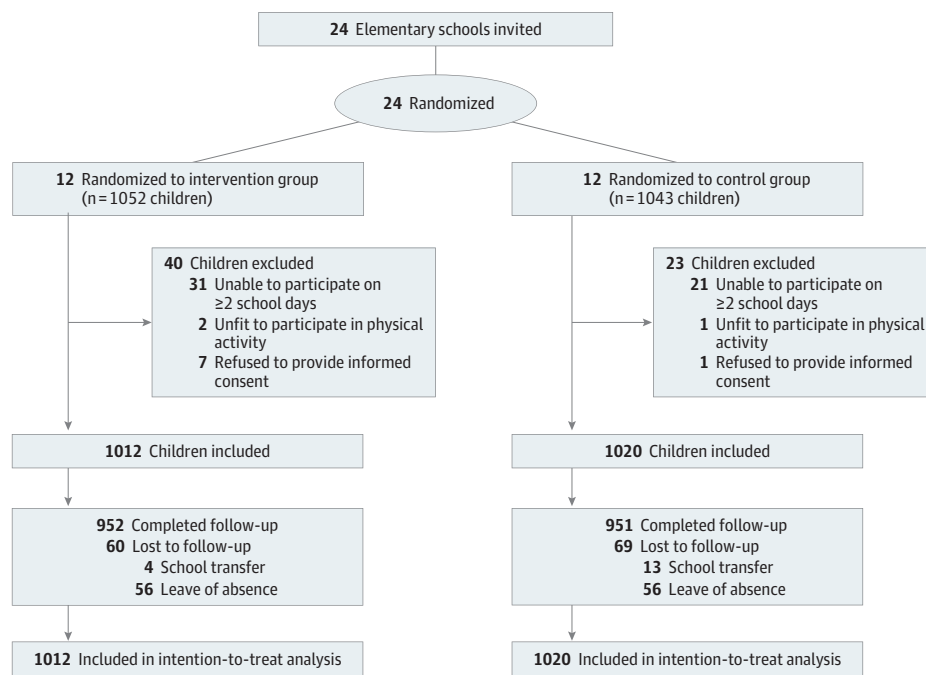 24 Elementary schools invited
24 Randomized
12 Randomized to intervention group
(n=1052 children)
12 Randomized to control group
(n=1043 children)
40 Children excluded
31 Unable to participate on
≥2 school days
2 Unfit to participate in physical
activity
7 Refused to provide informed
consent
23 Children excluded
21 Unable to participate on
≥2 school days
1 Unfit to participate in physical
activity
1 Refused to provide informed
consent
1012 Children included
1020 Children included
952 Completed follow-up
60 Lost to follow-up
4 School transfer
56 Leave of absence
951 Completed follow-up
69 Lost to follow-up
13 School transfer
56 Leave of absence
1012 Included in intention-to-treat analysis
1020 Included in intention-to-treat analysis